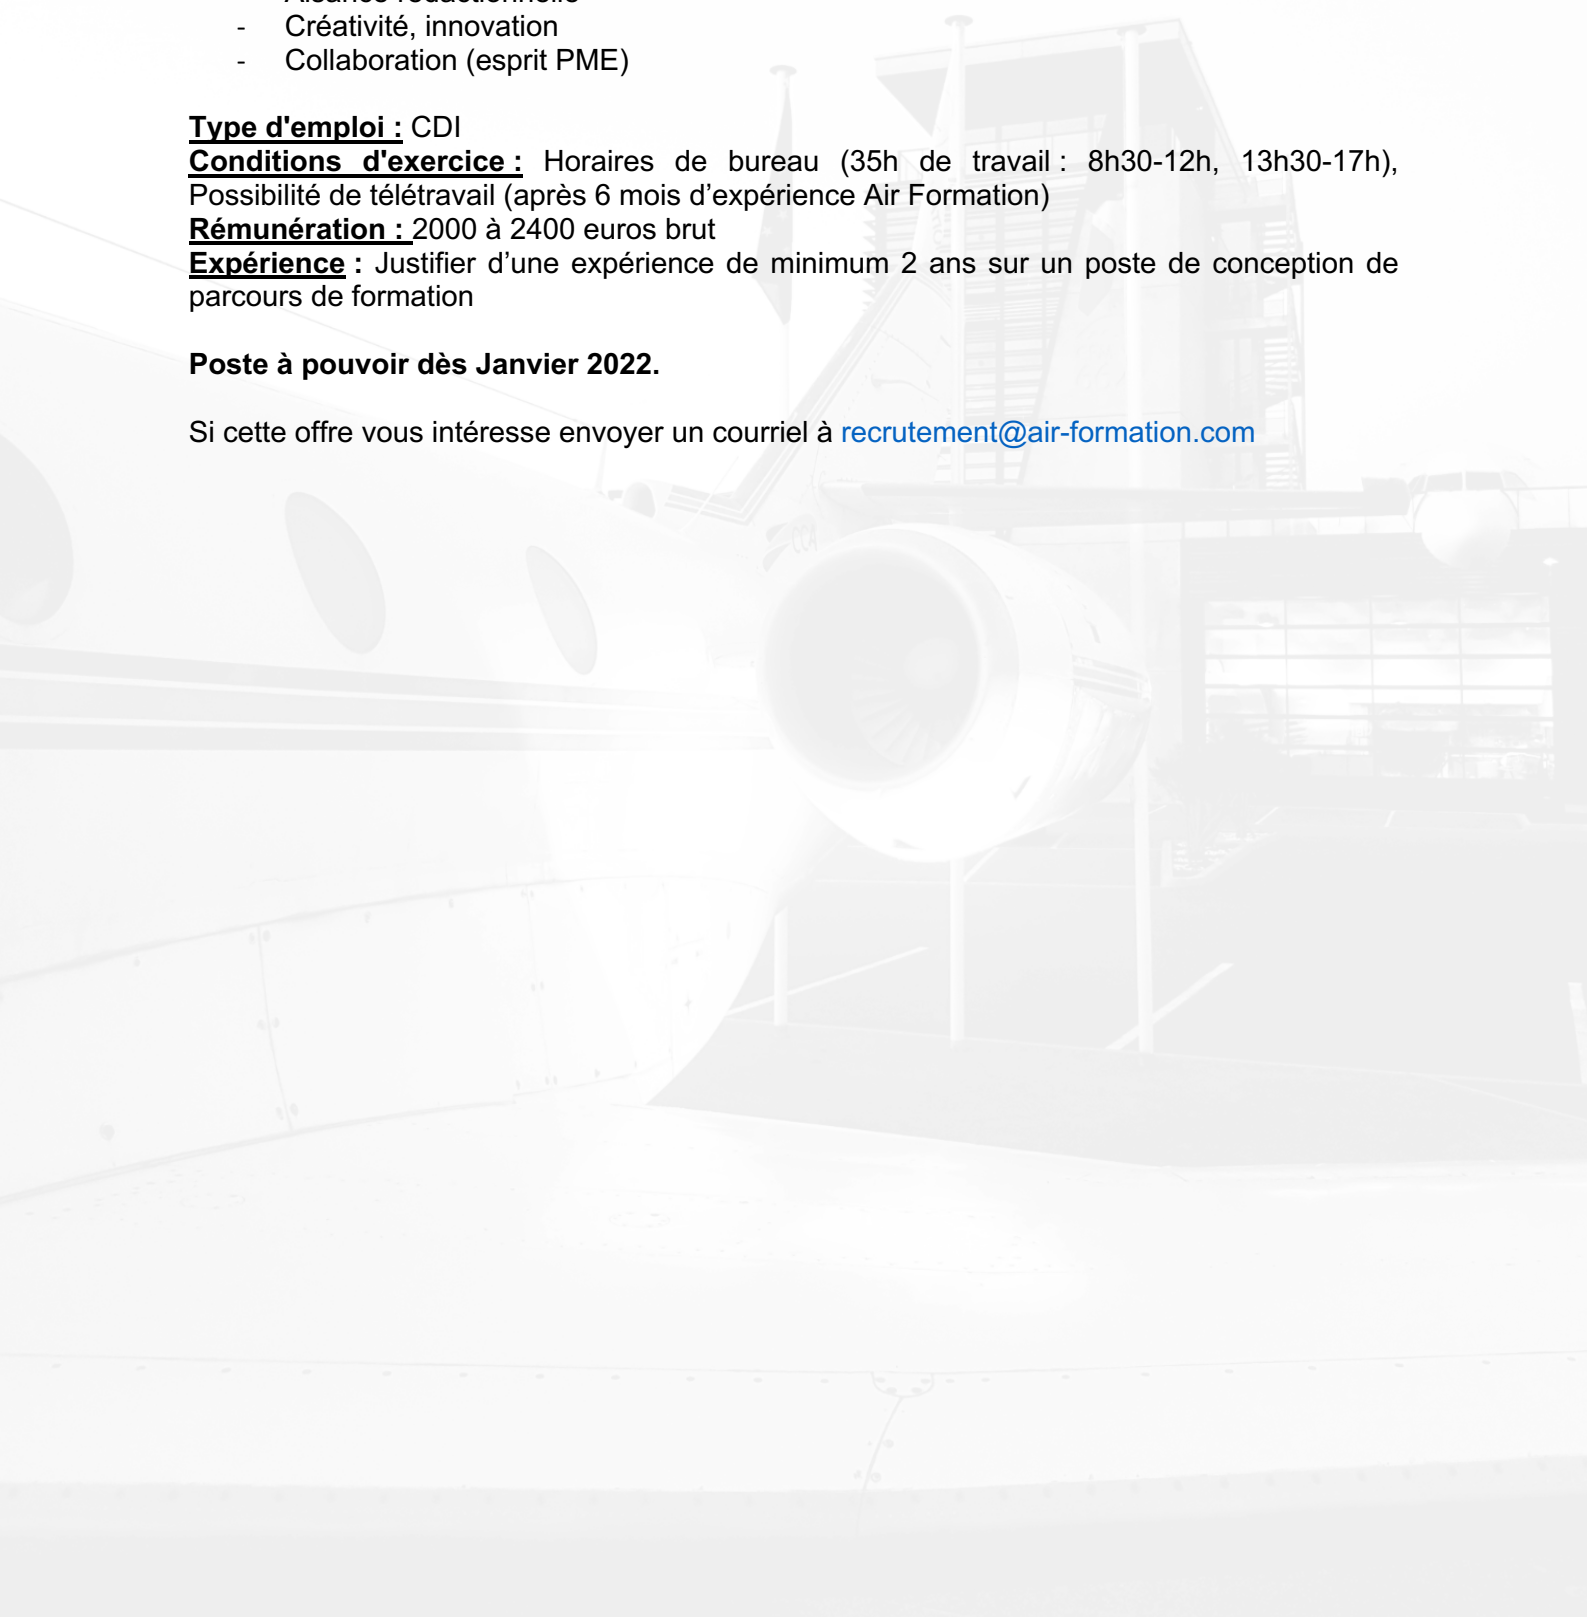 - Créativité, innovation
- Collaboration (esprit PME)
Type d'emploi : CDI
Conditions d'exercice : Horaires de bureau (35h de travail : 8h30-12h, 13h30-17h),
Possibilité de télétravail (après 6 mois d’expérience Air Formation)
Rémunération : 2000 à 2400 euros brut
Expérience : Justifier d’une expérience de minimum 2 ans sur un poste de conception de
parcours de formation
Poste à pouvoir dès Janvier 2022.
Si cette offre vous intéresse envoyer un courriel à recrutement@air-formation.com
CCA